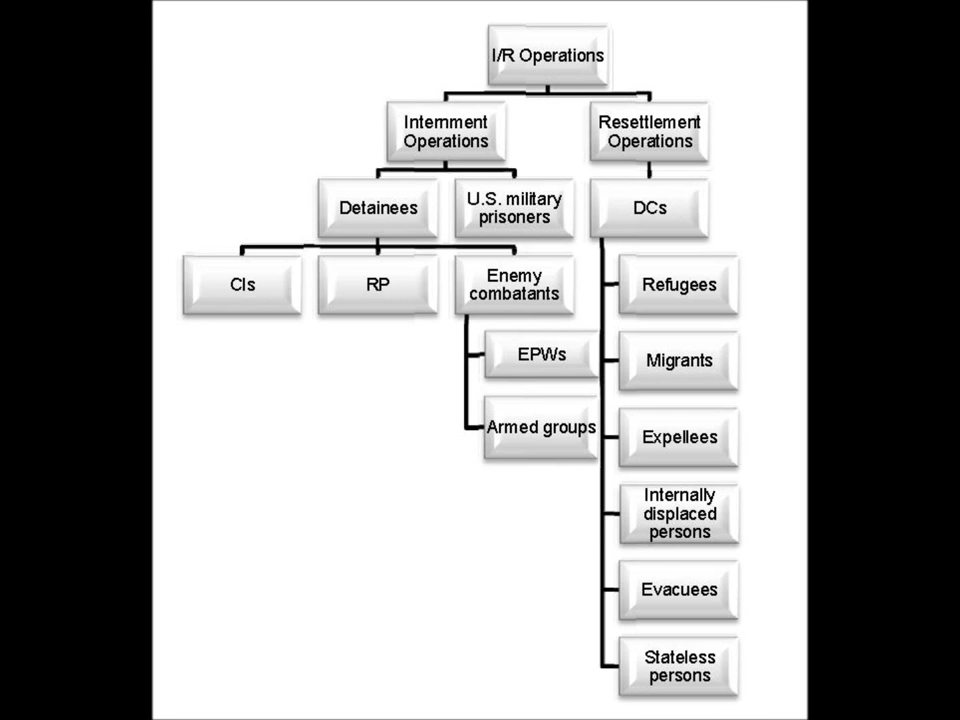 I/R Operations
Internment
Operations
Resettlement
Operations
Detainees
U.S. military
prisoners
DCs
CIs
RP
Enemy
combatants
Refugees
EPWs
Migrants
Armed groups
Expellees
Internally
displaced
persons
Evacuees
Stateless
persons